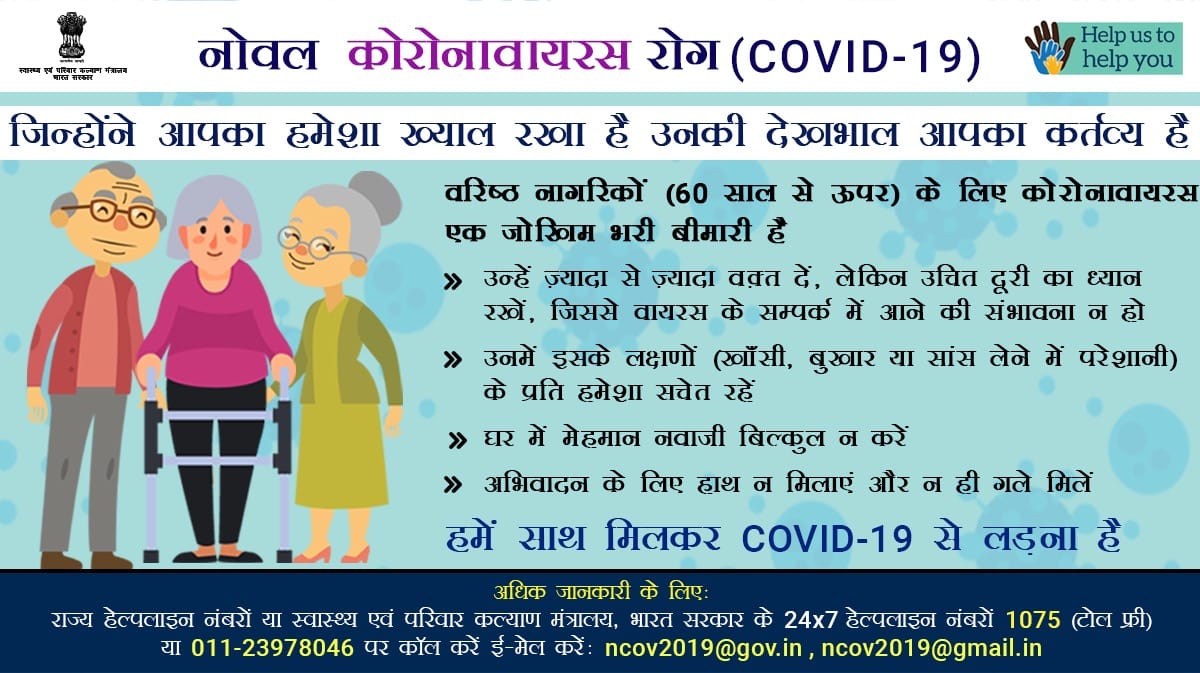 स्वास्थ्य एवं परिवार कल्याण मंत्रालय
भारत सरकार
नोवल कोरोनावायरस रोग (COVID-19)
Help us to
help you
जिन्होंने आपका हमेशा ख्याल रखा है उनकी देखभाल आपका कर्तव्य है
वरिष्ठ नागरिकों (60 साल से ऊपर) के लिए कोरोनावायरस
एक जोखिम भरी बीमारी है
» उन्हें ज़्यादा से ज़्यादा वक़्त दें, लेकिन उचित दूरी का ध्यान
रखें, जिससे वायरस के सम्पर्क में आने की संभावना न हो
» उनमें इसके लक्षणों (खाँसी, बुखार या सांस लेने में परेशानी)
के प्रति हमेशा सचेत रहें
» घर में मेहमान नवाजी बिल्कुल न करें
» अभिवादन के लिए हाथ न मिलाएं और न ही गले मिलें
हमें साथ मिलकर COVID-19 से लड़ना है
अधिक जानकारी के लिए:
राज्य हेल्पलाइन नंबरों या स्वास्थ्य एवं परिवार कल्याण मंत्रालय, भारत सरकार के 24x7 हेल्पलाइन नंबरों 1075 (टोल फ्री)
या 011-23978046 पर कॉल करें ई-मेल करें: ncov2019@gov.in , ncov2019@gmail.in